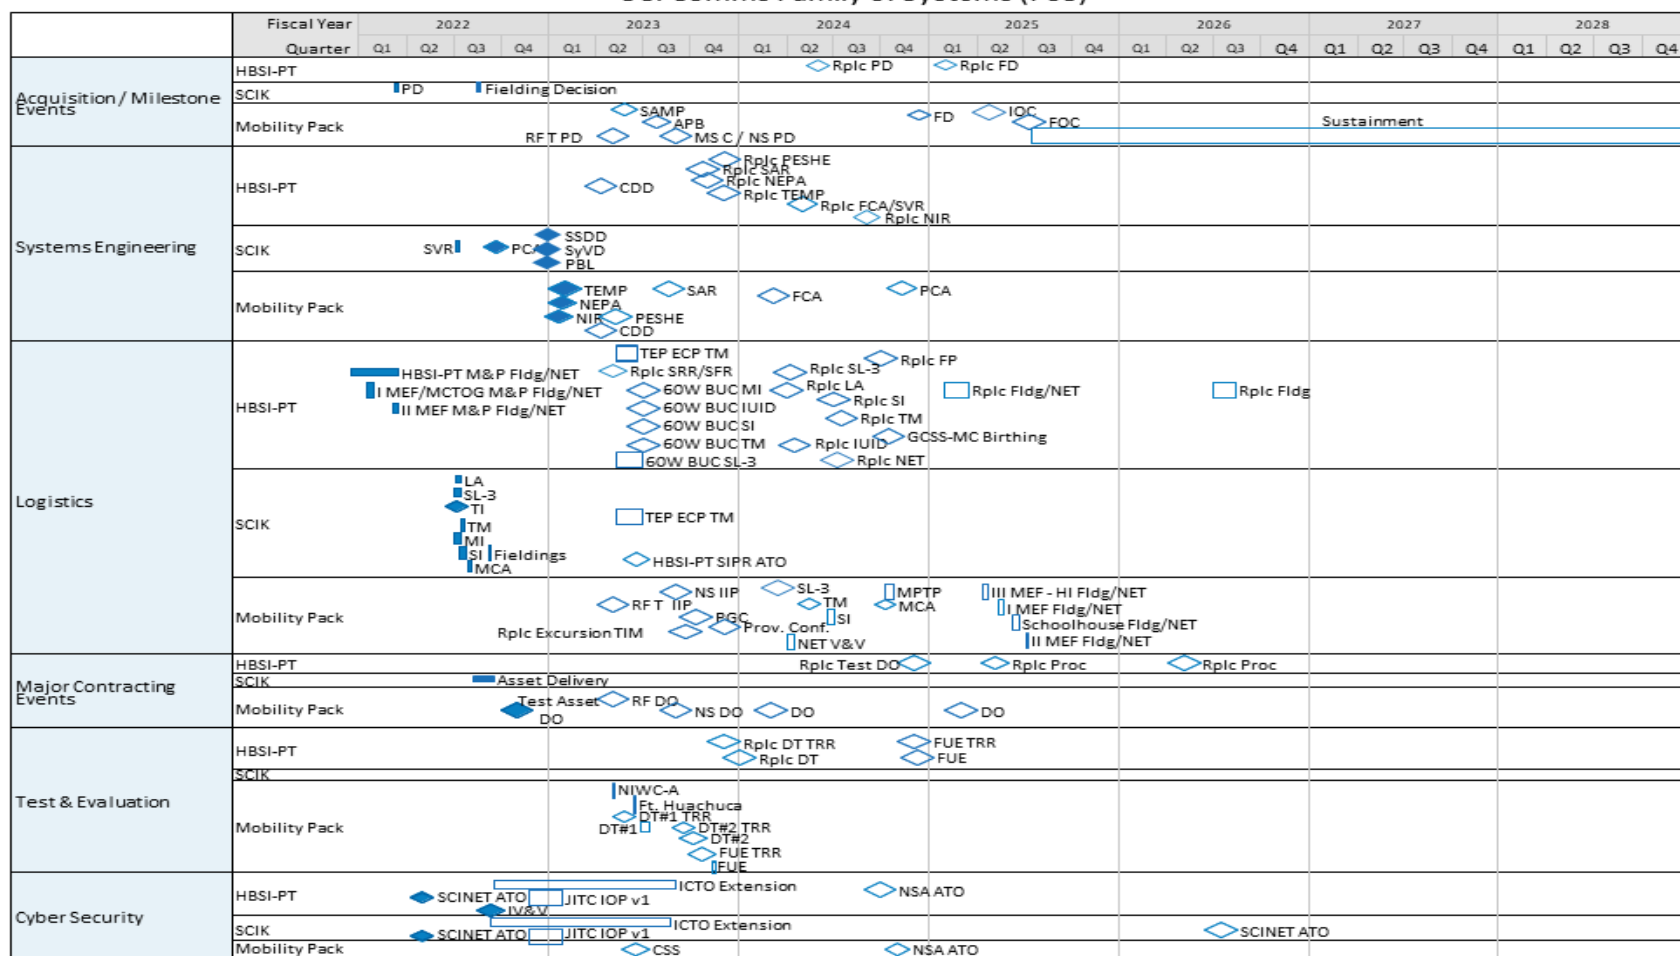 Fiscal Year 2022 2023 2024 2025 2026 2027 2028
Quarter Q1 Q2 Q3 Q4 Q1 Q2 Q3 Q4 Q1 Q2 Q3 Q4 Q1 Q2 Q3 Q4 Q1 Q2 Q3 Q4 Q1 Q2 Q3 Q4 Q1 Q2 Q3 Q4
Acquisition / Milestone
Events
HBSI-PT
Rplc PD
Rplc FD
SCIK
PD
Fielding Decision
Mobility Pack
SAMP
APB
RFT PD
MS C / NS PD
FD
IOC
FOC
Sustainment
Systems Engineering
HBSI-PT
CDD
Rplc PESHE
Rplc SAR
Rplc NEPA
Rplc TEMP
Rplc FCA/SVR
Rplc NIR
SCIK
SVR
PCA
SSDD
SyVD
PBL
Mobility Pack
TEMP
NEPA
NIR
PESHE
CDD
SAR
FCA
PCA
Logistics
HBSI-PT
HBSI-PT M&P Fldg/NET
I MEF/MCTOG M&P Fldg/NET
II MEF M&P Fldg/NET
TEP ECP TM
Rplc SRR/SFR
60W BUC MI
60W BUC IUID
60W BUC SI
60W BUC TM
60W BUC SL-3
Rplc FP
Rplc SL-3
Rplc LA
Rplc SI
Rplc TM
GCSS-MC Birthing
Rplc IUID
Rplc NET
Rplc Fldg/NET
Rplc Fldg
SCIK
LA
SL-3
TI
TM
MI
SI
Fieldings
MCA
TEP ECP TM
HBSI-PT SIPR ATO
Mobility Pack
NS IIP
RFT IIP
PGC
Prov. Conf.
Rplc Excursion TIM
SL-3
TM
SI
NET V&V
MPTP
MCA
III MEF - HI Fldg/NET
I MEF Fldg/NET
Schoolhouse Fldg/NET
II MEF Fldg/NET
Major Contracting
Events
HBSI-PT
Rplc Test DO
Rplc Proc
Rplc Proc
SCIK
Asset Delivery
Mobility Pack
Test Asset
DO
RF DO
NS DO
DO
DO
Test & Evaluation
HBSI-PT
Rplc DT TRR
Rplc DT
FUE TRR
FUE
SCIK
Mobility Pack
NIWC-A
Ft. Huachuca
DT#1 TRR
DT#1
DT#2 TRR
DT#2
FUE TRR
FUE
Cyber Security
HBSI-PT
SCINET ATO
IV&V
ICTO Extension
JITC IOP v1
NSA ATO
SCIK
SCINET ATO
ICTO Extension
JITC IOP v1
SCINET ATO
Mobility Pack
CSS
NSA ATO